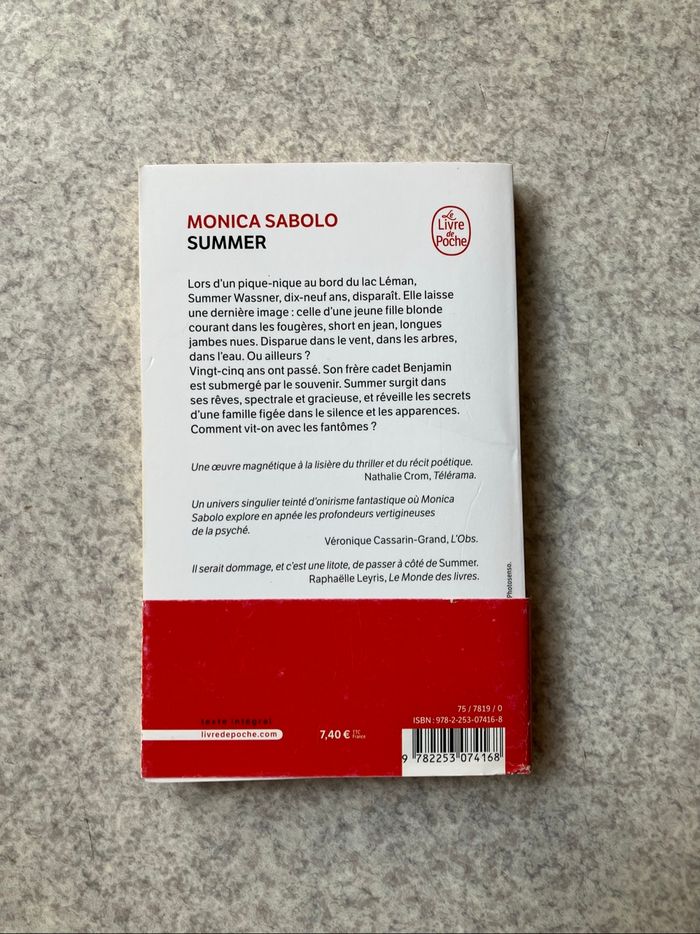 MONICA SABOLO
SUMMER
Le
Livre
de
Poche
Lors d'un pique-nique au bord du lac Léman,
Summer Wassner, dix-neuf ans, disparaît. Elle laisse
une dernière image : celle d'une jeune fille blonde
courant dans les fougères, short en jean, longues
jambes nues. Disparue dans le vent, dans les arbres,
dans l'eau. Ou ailleurs ?
Vingt-cinq ans ont passé. Son frère cadet Benjamin
est submergé par le souvenir. Summer surgit dans
ses rêves, spectrale et gracieuse, et réveille les secrets
d'une famille figée dans le silence et les apparences.
Comment vit-on avec les fantômes ?
Une œuvre magnétique à la lisière du thriller et du récit poétique.
Nathalie Crom, Télérama.
Un univers singulier teinté d'onirisme fantastique où Monica
Sabolo explore en apnée les profondeurs vertigineuses
de la psyché.
Véronique Cassarin-Grand, L'Obs.
Il serait dommage, et c'est une litote, de passer à côté de Summer.
Raphaëlle Leyris, Le Monde des livres.
Photosenso.
75 / 7819 / 0
ISBN : 978-2-253-07416-8
texte intégral
livredepoche.com
7,40 € TTC
France
9 782253 074168